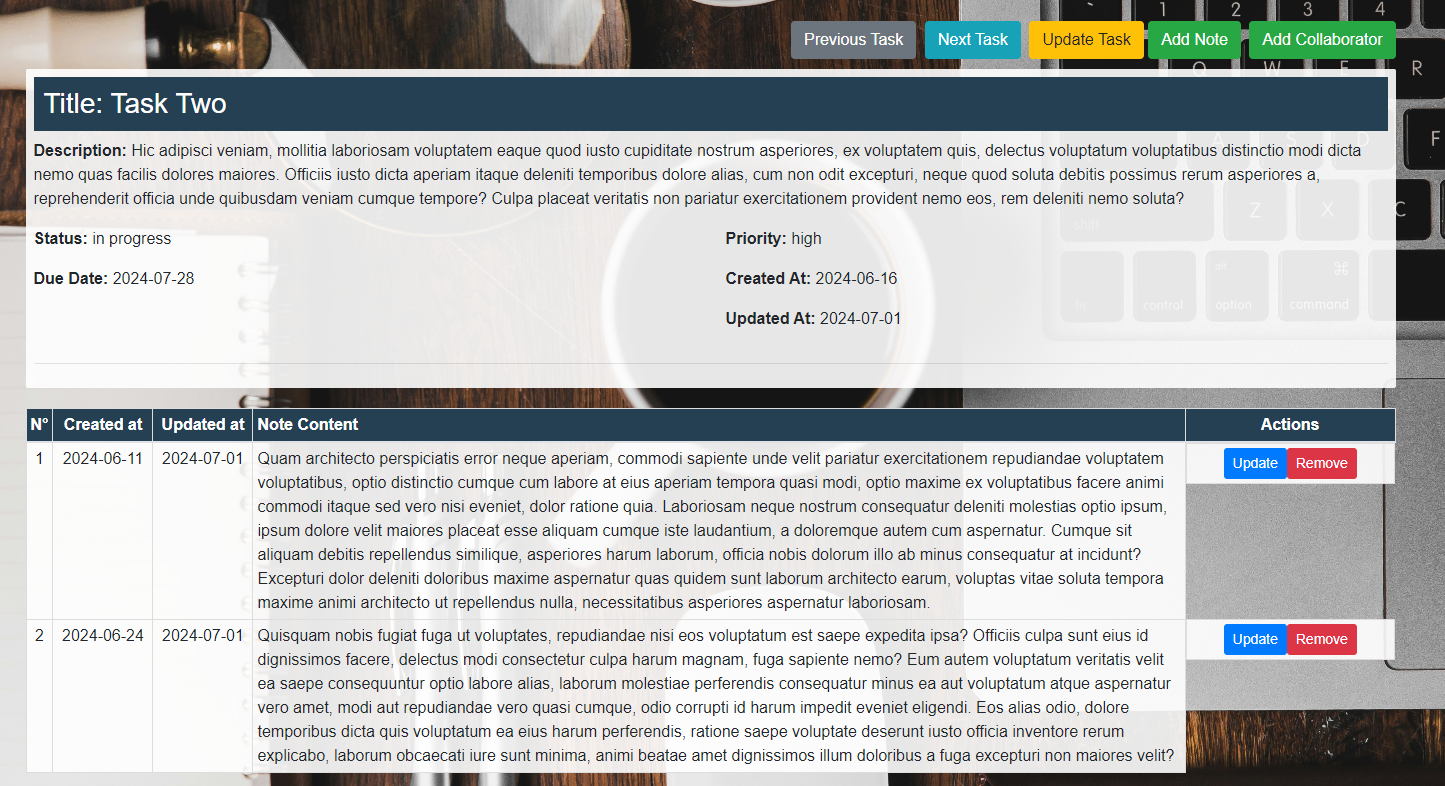 Previous Task Next Task Update Task Add Note Add Collaborator
Title: Task Two
Description: Hic adipisci veniam, mollitia laboriosam voluptatem eaque quod iusto cupiditate nostrum asperiores, ex voluptatem quis, delectus voluptatum voluptatibus distinctio modi dicta
nemo quas facilis dolores maiores. Officiis iusto dicta aperiam itaque deleniti temporibus dolore alias, cum non odit excepturi, neque quod soluta debitis possimus rerum asperiores a,
reprehenderit officia unde quibusdam veniam cumque tempore? Culpa placeat veritatis non pariatur exercitationem provident nemo eos, rem deleniti nemo soluta?
Status: in progress Priority: high
Due Date: 2024-07-28 Created At: 2024-06-16
Updated At: 2024-07-01
N° Created at Updated at Note Content Actions
1 2024-06-11 2024-07-01 Quam architecto perspiciatis error neque aperiam, commodi sapiente unde velit pariatur exercitationem repudiandae voluptatem Update Remove
voluptatibus, optio distinctio cumque cum labore at eius aperiam tempora quasi modi, optio maxime ex voluptatibus facere animi
commodi itaque sed vero nisi eveniet, dolor ratione quia. Laboriosam neque nostrum consequatur deleniti molestias optio ipsum,
ipsum dolore velit maiores placeat esse aliquam cumque iste laudantium, a doloremque autem cum aspernatur. Cumque sit
aliquam debitis repellendus similique, asperiores harum laborum, officia nobis dolorum illo ab minus consequatur at incidunt?
Excepturi dolor deleniti doloribus maxime aspernatur quas quidem sunt laborum architecto earum, voluptas vitae soluta tempora
maxime animi architecto ut repellendus nulla, necessitatibus asperiores aspernatur laboriosam.
2 2024-06-24 2024-07-01 Quisquam nobis fugiat fuga ut voluptates, repudiandae nisi eos voluptatum est saepe expedita ipsa? Officiis culpa sunt eius id Update Remove
dignissimos facere, delectus modi consectetur culpa harum magnam, fuga sapiente nemo? Eum autem voluptatum veritatis velit
ea saepe consequuntur optio labore alias, laborum molestiae perferendis consequatur minus ea aut voluptatum atque aspernatur
vero amet, modi aut repudiandae vero quasi cumque, odio corrupti id harum impedit eveniet eligendi. Eos alias odio, dolore
temporibus dicta quis voluptatum ea eius harum perferendis, ratione saepe voluptate deserunt iusto officia inventore rerum
explicabo, laborum obcaecati iure sunt minima, animi beatae amet dignissimos illum doloribus a fuga excepturi non maiores velit?
1 2 3 4
Q W E R
A S D F
shift Z X C
fn control alt option ⌘ command